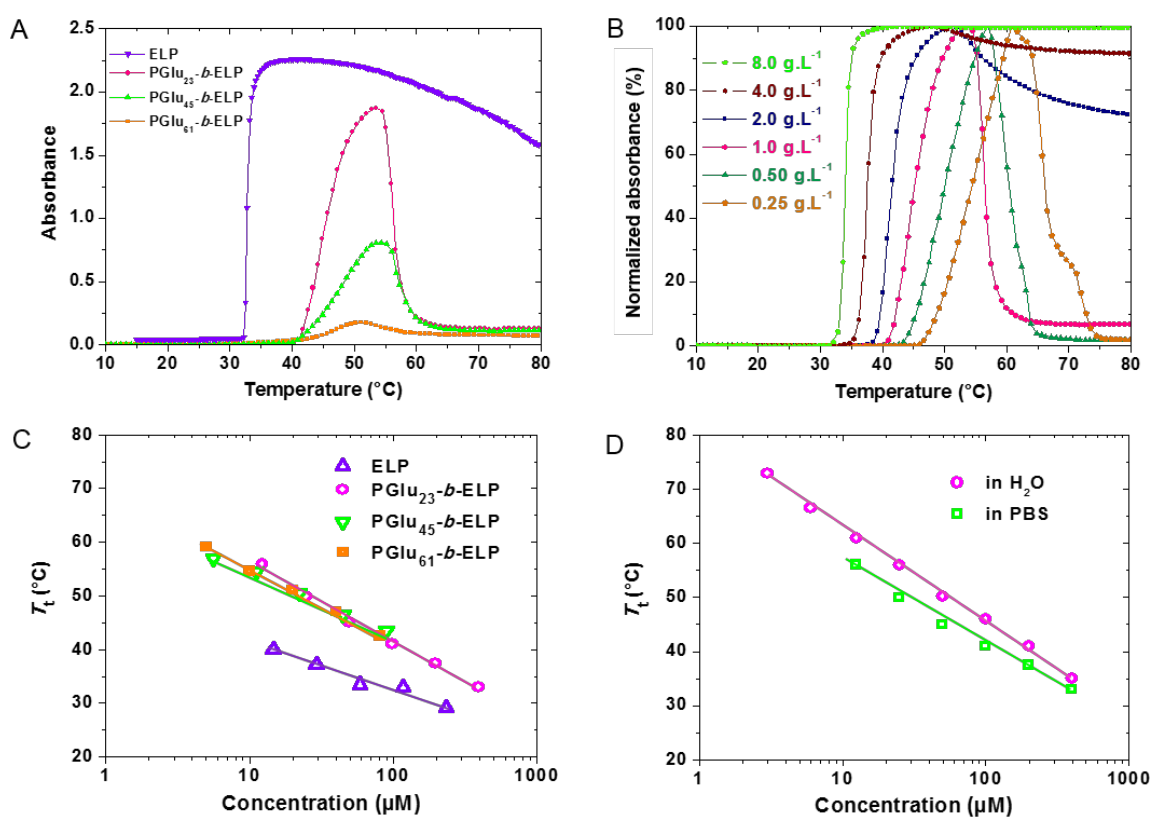 A
2.5
2.0
1.5
1.0
0.5
0.0
Absorbance
ELP
PGlu₂₃-b-ELP
PGlu₄₅-b-ELP
PGlu₆₁-b-ELP
10 20 30 40 50 60 70 80
Temperature (°C)
B
100
80
60
40
20
0
Normalized absorbance (%)
8.0 g.L⁻¹
4.0 g.L⁻¹
2.0 g.L⁻¹
1.0 g.L⁻¹
0.50 g.L⁻¹
0.25 g.L⁻¹
10 20 30 40 50 60 70 80
Temperature (°C)
C
80
70
60
50
40
30
20
Tₜ (°C)
ELP
PGlu₂₃-b-ELP
PGlu₄₅-b-ELP
PGlu₆₁-b-ELP
1 10 100 1000
Concentration (µM)
D
80
70
60
50
40
30
20
Tₜ (°C)
in H₂O
in PBS
1 10 100 1000
Concentration (µM)